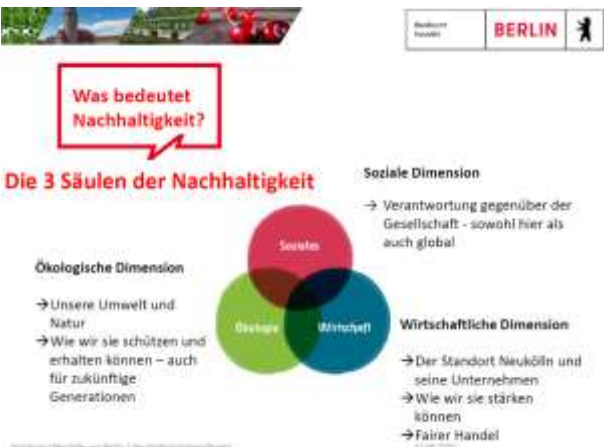 Bezirksamt
Neukölln
BERLIN
Was bedeutet
Nachhaltigkeit?
Die 3 Säulen der Nachhaltigkeit
Soziale Dimension
→ Verantwortung gegenüber der
Gesellschaft - sowohl hier als
auch global
Soziales
Ökologie
Wirtschaft
Ökologische Dimension
→ Unsere Umwelt und
Natur
→ Wie wir sie schützen und
erhalten können – auch
für zukünftige
Generationen
Wirtschaftliche Dimension
→ Der Standort Neukölln und
seine Unternehmen
→ Wie wir sie stärken
können
→ Fairer Handel